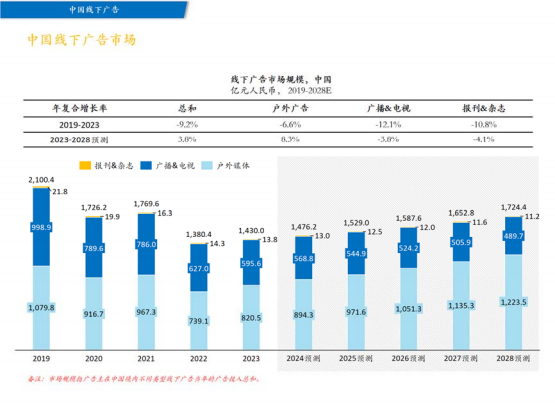 中国线下广告
中国线下广告市场
线下广告市场规模，中国
亿元人民币， 2019-2028E
年复合增长率 总和 户外广告 广播&电视 报刊&杂志
2019-2023 -9.2% -6.6% -12.1% -10.8%
2023-2028预测 3.8% 8.3% -3.8% -4.1%
报刊&杂志 广播&电视 户外媒体
2,100.4 1,726.2 1,769.6 1,380.4 1,430.0 1,476.2 1,529.0 1,587.6 1,652.8 1,724.4
21.8 19.9 16.3 14.3 13.8 13.0 12.5 12.0 11.6 11.2
998.9 789.6 786.0 627.0 595.6 568.8 544.9 524.2 505.9 489.7
1,079.8 916.7 967.3 739.1 820.5 894.3 971.6 1,051.3 1,135.3 1,223.5
2019 2020 2021 2022 2023 2024预测 2025预测 2026预测 2027预测 2028预测
备注：市场规模指广告主在中国境内不同类型线下广告当年的广告投入总和。